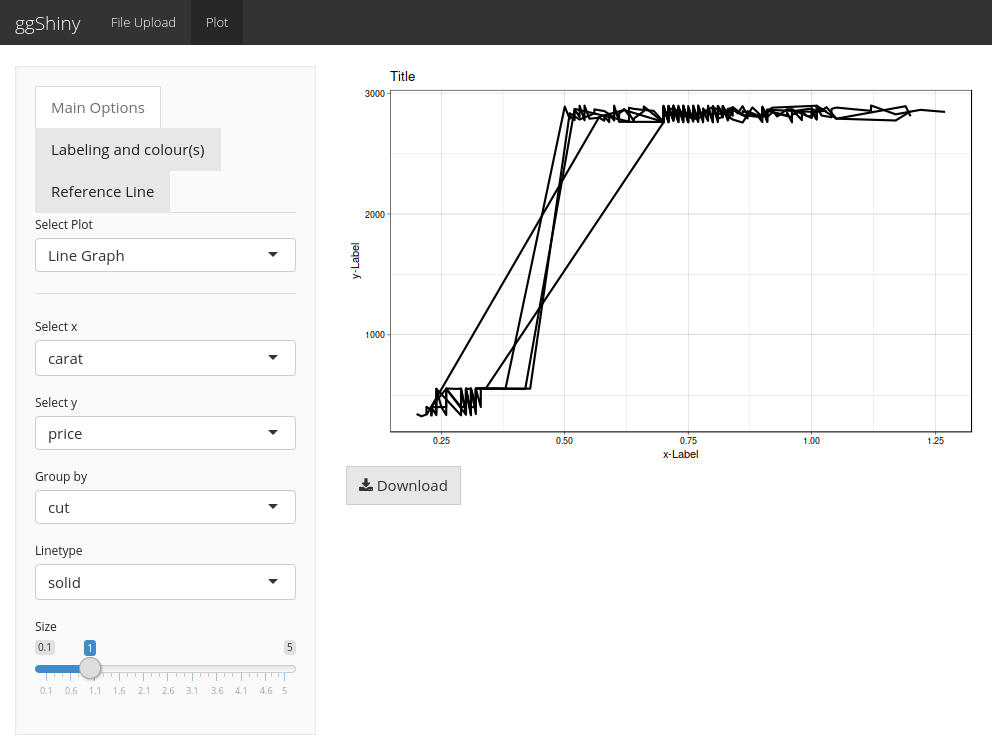 ggShiny File Upload Plot
Main Options
Labeling and colour(s)
Reference Line
Select Plot
Line Graph
Select x
carat
Select y
price
Group by
cut
Linetype
solid
Size
0.1 1 5
0.1 0.6 1.1 1.6 2.1 2.6 3.1 3.6 4.1 4.6 5
Title
3000
2000
1000
y-Label
0.25 0.50 0.75 1.00 1.25
x-Label
Download